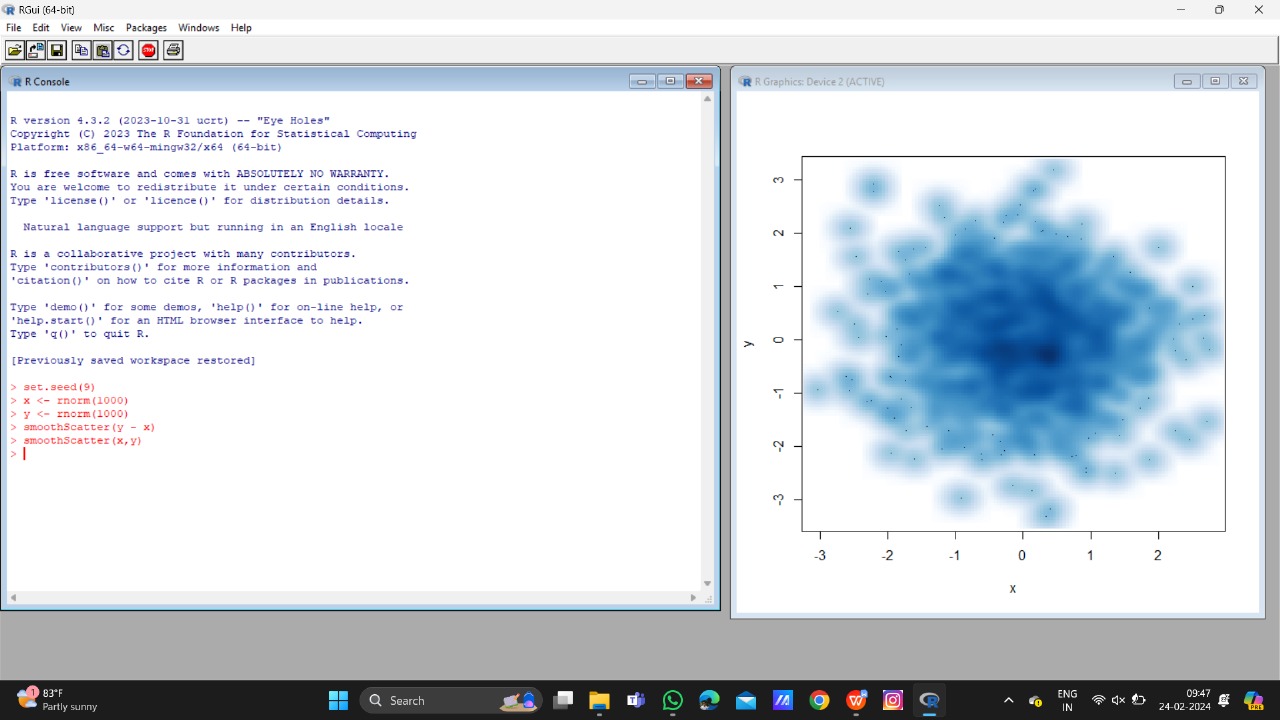 RGui (64-bit)
File Edit View Misc Packages Windows Help
STOP
R Console
R version 4.3.2 (2023-10-31 ucrt) -- "Eye Holes"
Copyright (C) 2023 The R Foundation for Statistical Computing
Platform: x86_64-w64-mingw32/x64 (64-bit)
R is free software and comes with ABSOLUTELY NO WARRANTY.
You are welcome to redistribute it under certain conditions.
Type 'license()' or 'licence()' for distribution details.
Natural language support but running in an English locale
R is a collaborative project with many contributors.
Type 'contributors()' for more information and
'citation()' on how to cite R or R packages in publications.
Type 'demo()' for some demos, 'help()' for on-line help, or
'help.start()' for an HTML browser interface to help.
Type 'q()' to quit R.
[Previously saved workspace restored]
> set.seed(9)
> x <- rnorm(1000)
> y <- rnorm(1000)
> smoothScatter(y ~ x)
> smoothScatter(x,y)
>
R Graphics: Device 2 (ACTIVE)
3
2
1
0
-1
-2
-3
y
-3 -2 -1 0 1 2
x
1
83°F
Partly sunny
Search
ENG
IN
09:47
24-02-2024
PRE